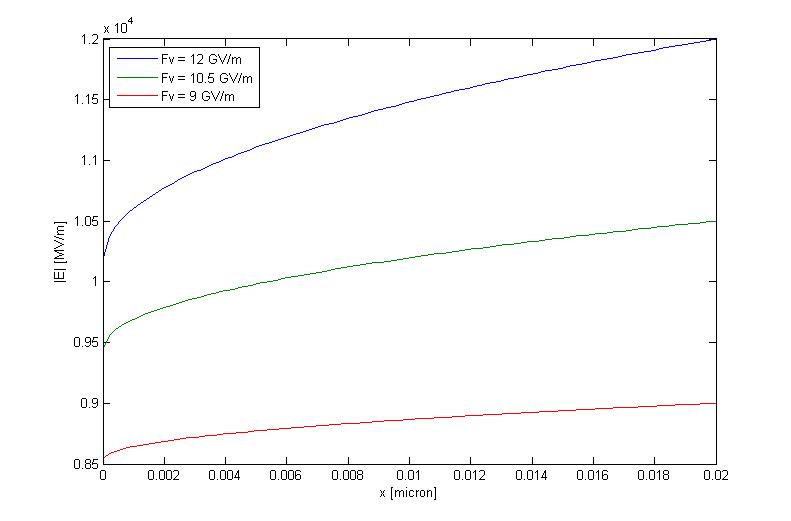 x 10^4
1.2
1.15
1.1
1.05
1
0.95
0.9
0.85
|E| [MV/m]
Fv = 12 GV/m
Fv = 10.5 GV/m
Fv = 9 GV/m
0 0.002 0.004 0.006 0.008 0.01 0.012 0.014 0.016 0.018 0.02
x [micron]